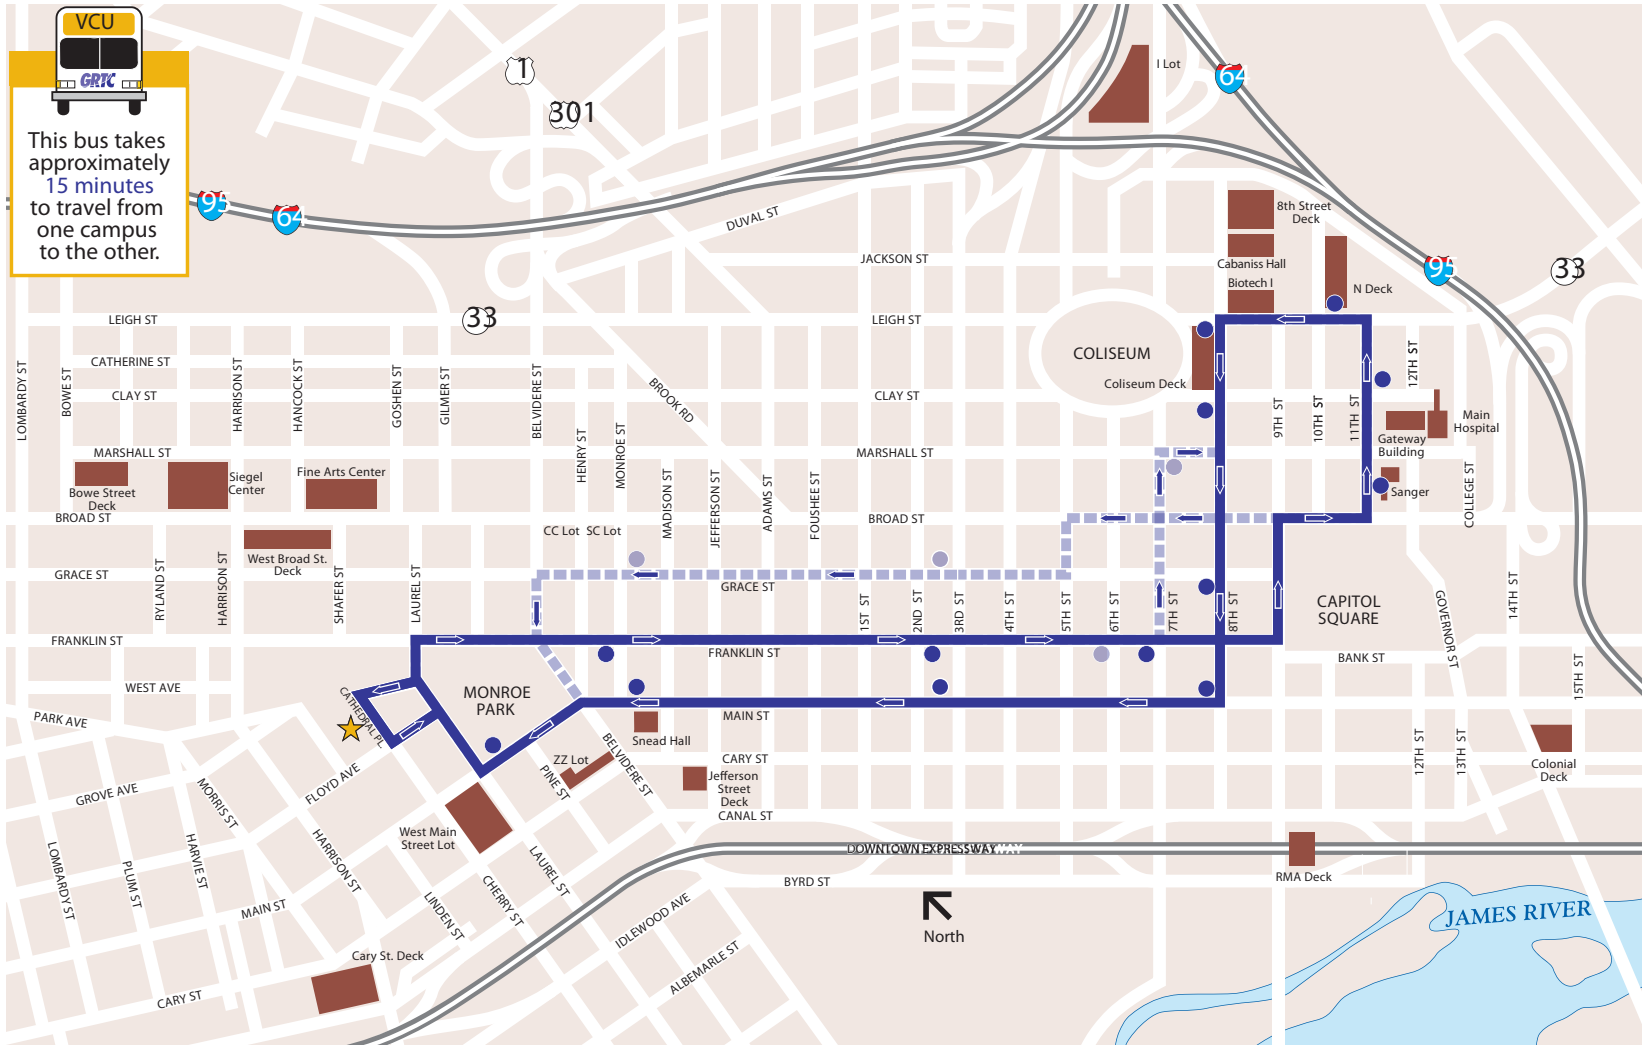 VCU
GRTC
This bus takes
approximately
15 minutes
to travel from
one campus
to the other.
1
301
I Lot
64
95
64
DUVAL ST
8th Street
Deck
JACKSON ST
Cabaniss Hall
95
33
Biotech I
N Deck
LEIGH ST
33
LEIGH ST
COLISEUM
Coliseum Deck
CATHERINE ST
CLAY ST
CLAY ST
LOMBARDY ST
BOWE ST
HARRISON ST
HANCOCK ST
GOSHEN ST
GILMER ST
BELVIDERE ST
BROOK RD
HENRY ST
MONROE ST
9TH ST
10TH ST
11TH ST
12TH ST
Main
Hospital
Gateway
Building
MARSHALL ST
MARSHALL ST
Bowe Street
Deck
Siegel
Center
Fine Arts Center
MADISON ST
JEFFERSON ST
ADAMS ST
FOUSHEE ST
Sanger
COLLEGE ST
BROAD ST
BROAD ST
CC Lot
SC Lot
West Broad St.
Deck
GRACE ST
GRACE ST
RYLAND ST
HARRISON ST
SHAFER ST
LAUREL ST
1ST ST
2ND ST
3RD ST
4TH ST
5TH ST
6TH ST
7TH ST
8TH ST
CAPITOL
SQUARE
GOVERNOR ST
14TH ST
FRANKLIN ST
FRANKLIN ST
BANK ST
15TH ST
WEST AVE
MONROE
PARK
CATHEDRAL PL.
PARK AVE
MAIN ST
Snead Hall
BELVIDERE ST
ZZ Lot
PINE ST
CARY ST
Jefferson
Street
Deck
12TH ST
13TH ST
Colonial
Deck
GROVE AVE
MORRIS ST
FLOYD AVE
CANAL ST
West Main
Street Lot
DOWNTOWN EXPRESSWAY
LOMBARDY ST
PLUM ST
HARVIE ST
HARRISON ST
LAUREL ST
BYRD ST
RMA Deck
MAIN ST
LINDEN ST
CHERRY ST
IDLEWOOD AVE
North
JAMES RIVER
Cary St. Deck
ALBEMARLE ST
CARY ST